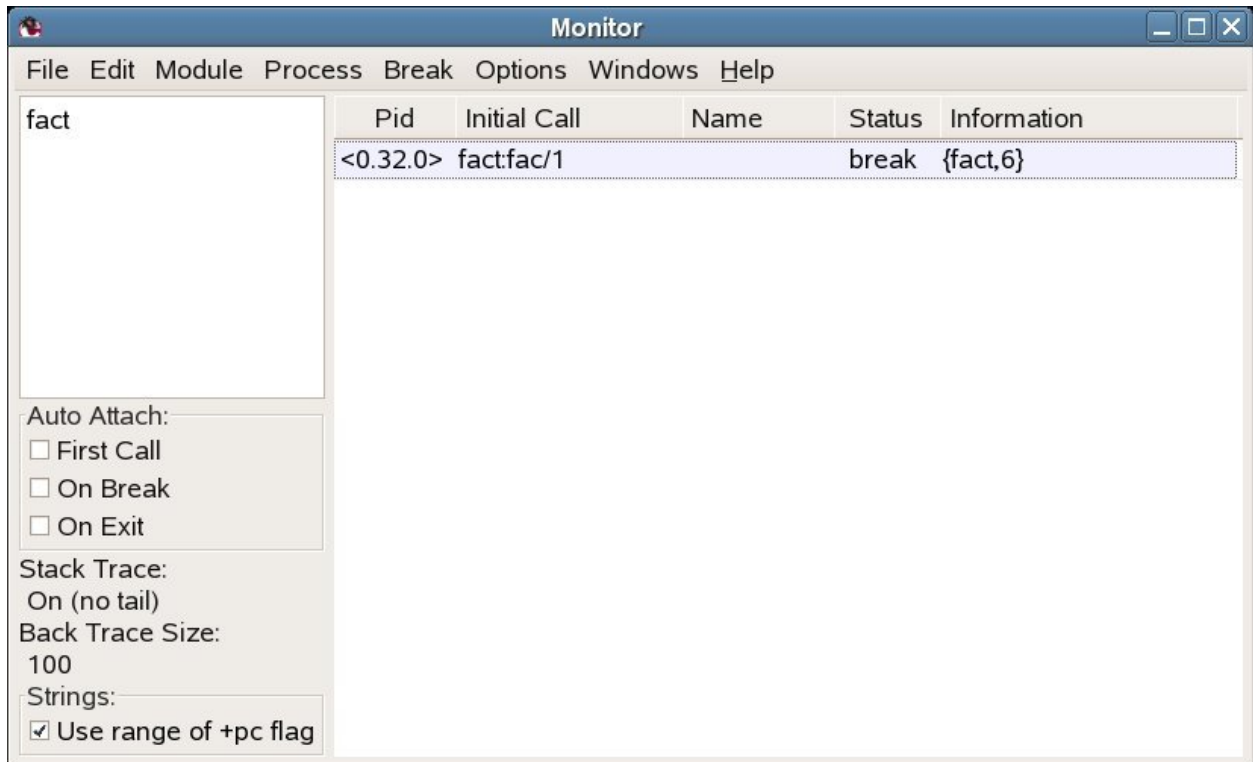 Monitor
File Edit Module Process Break Options Windows Help
fact
Pid Initial Call Name Status Information
<0.32.0> fact:fac/1 break {fact,6}
Auto Attach:
First Call
On Break
On Exit
Stack Trace:
On (no tail)
Back Trace Size:
100
Strings:
Use range of +pc flag